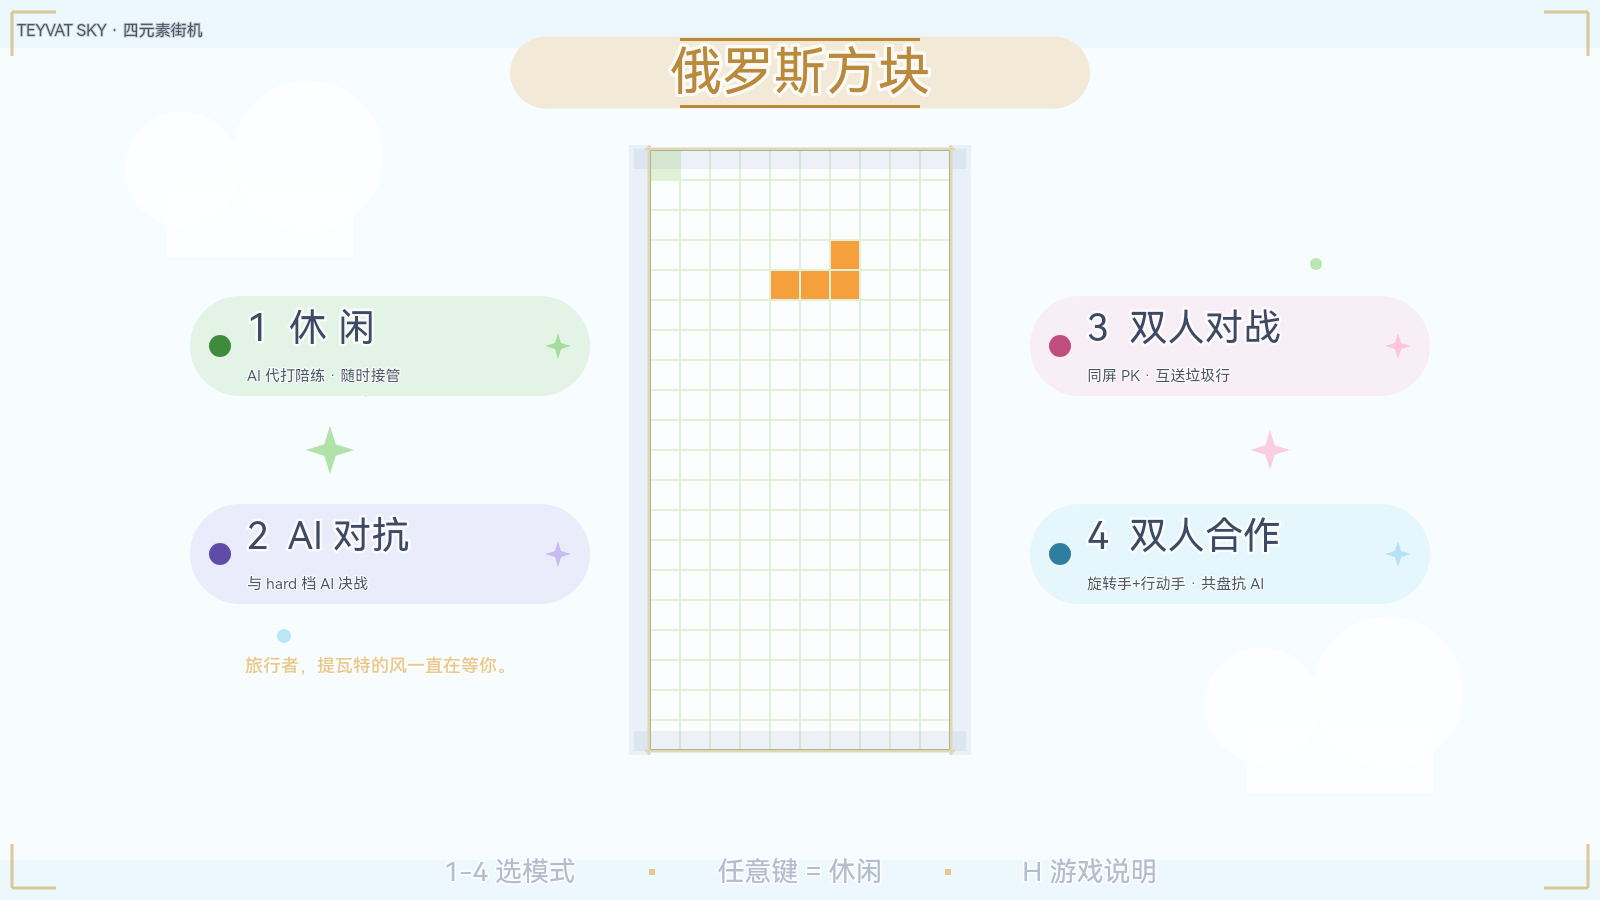 TEYVAT SKY · 四元素街机
俄罗斯方块
1 休 闲
AI 代打陪练 · 随时接管
2 AI 对抗
与 hard 档 AI 决战
旅行者，提瓦特的风一直在等你。
3 双人对战
同屏 PK · 互送垃圾行
4 双人合作
旋转手+行动手 · 共盘抗 AI
1-4 选模式 · 任意键 = 休闲 · H 游戏说明